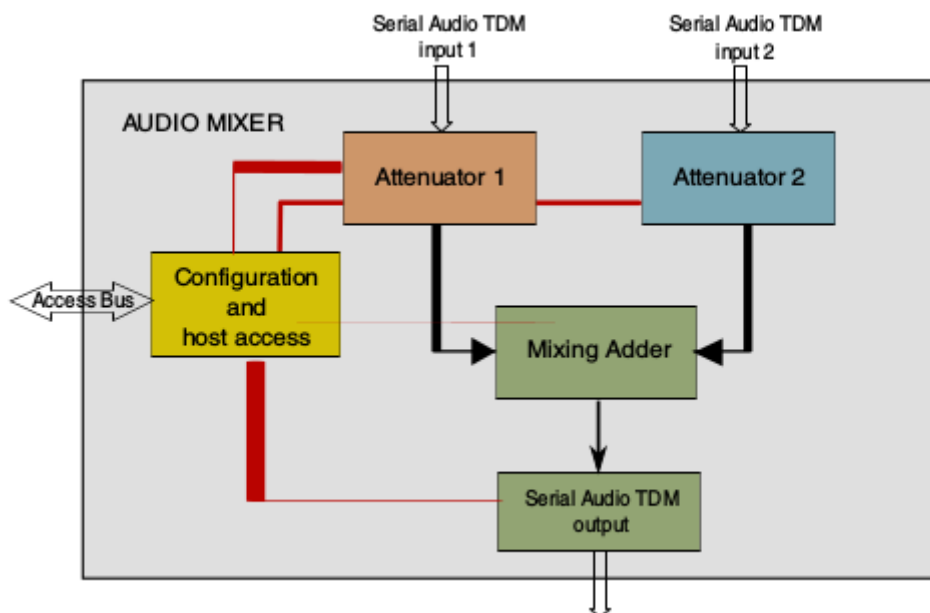 Serial Audio TDM
input 1
Serial Audio TDM
input 2
AUDIO MIXER
Attenuator 1
Attenuator 2
Access Bus
Configuration
and
host access
Mixing Adder
Serial Audio TDM
output